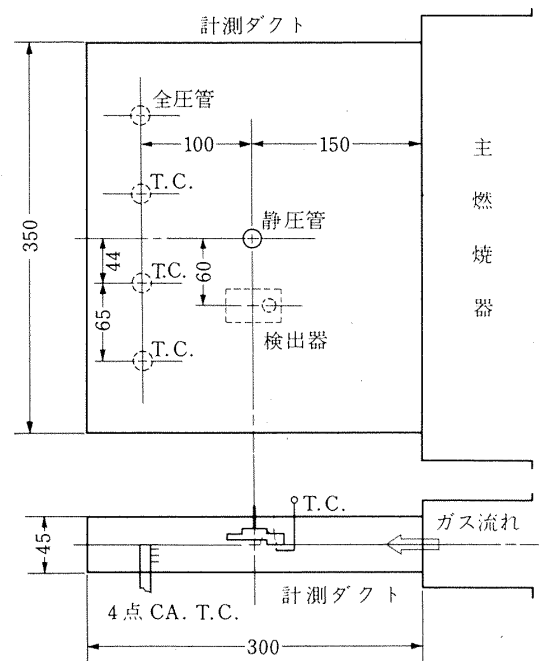 計測ダクト
全圧管
100
150
T.C.
主燃焼器
350
静圧管
44
60
T.C.
65
検出器
T.C.
T.C.
ガス流れ
45
計測ダクト
4点 CA. T.C.
300